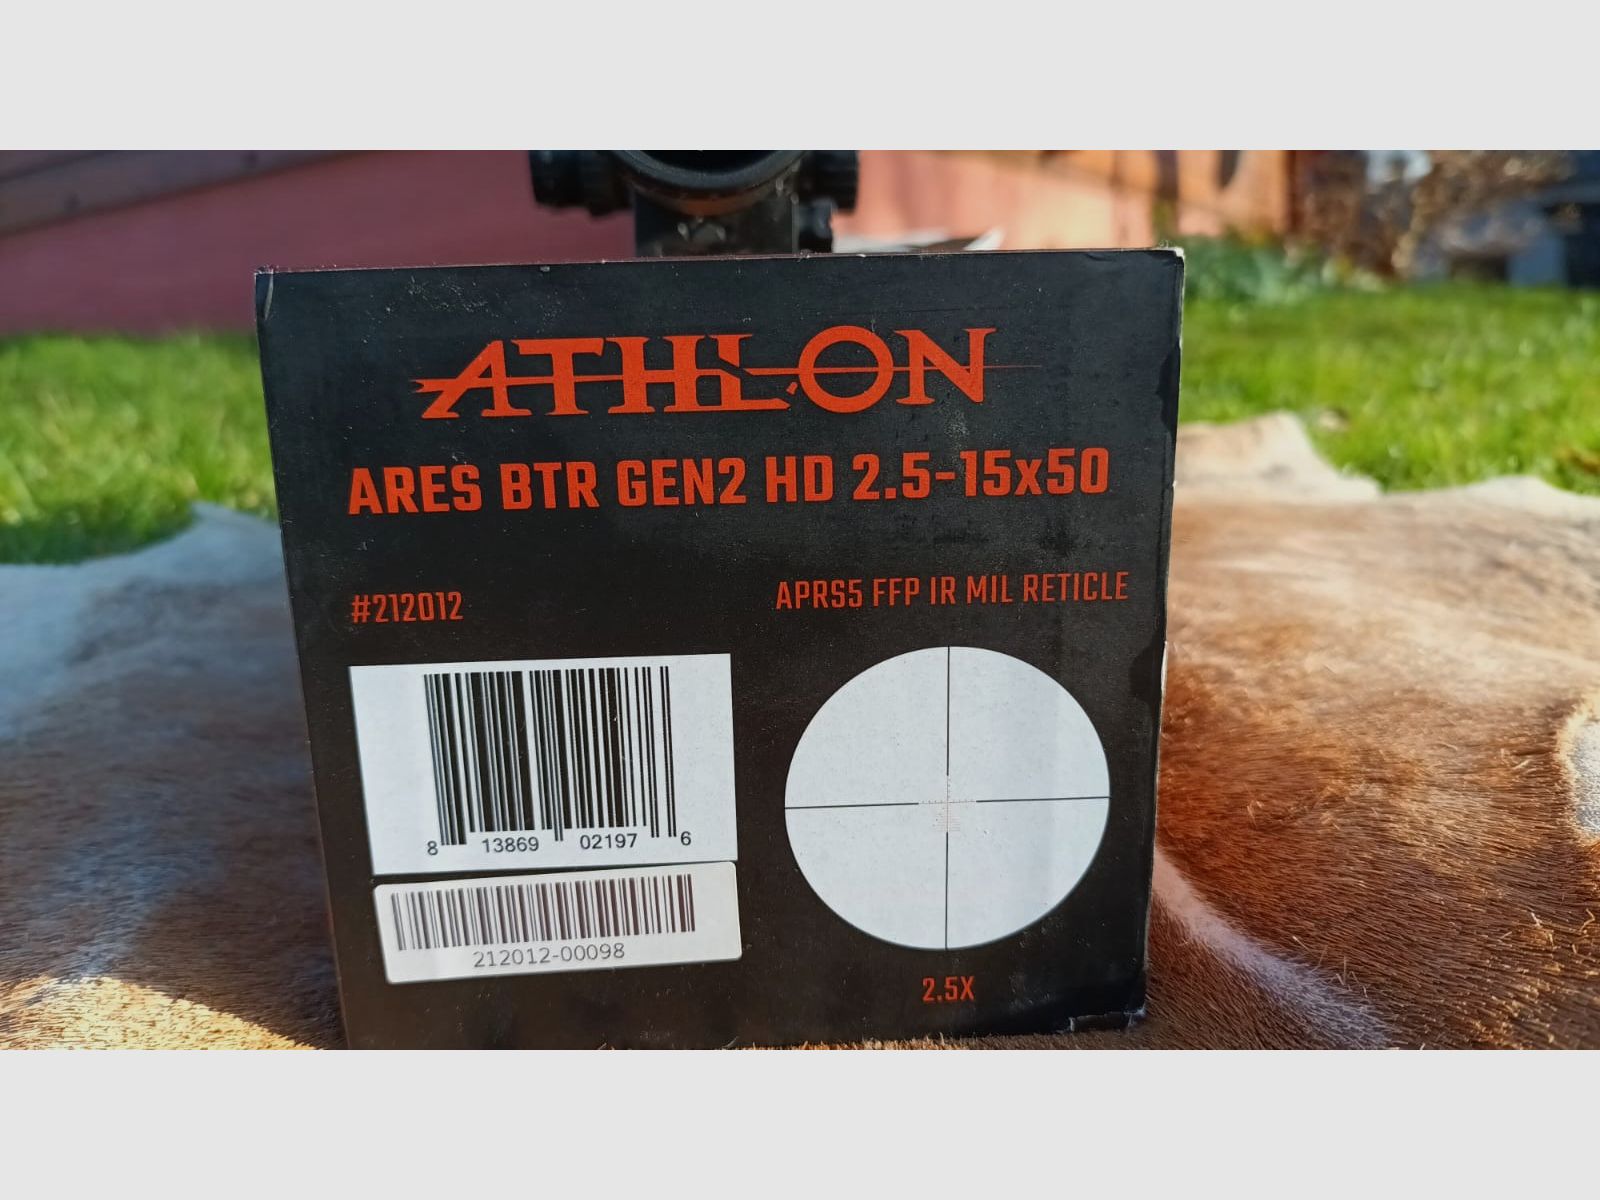 ATHLON
ARES BTR GEN2 HD 2.5-15x50
#212012
APRS5 FFP IR MIL RETICLE
8 13869 02197 6
212012-00098
2.5X